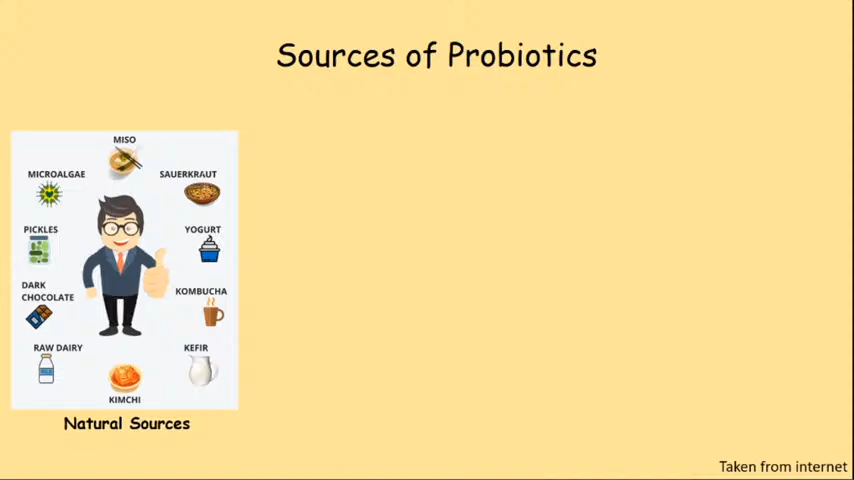 Sources of Probiotics
MISO
MICROALGAE
SAUERKRAUT
PICKLES
YOGURT
DARK
CHOCOLATE
KOMBUCHA
RAW DAIRY
KEFIR
KIMCHI
Natural Sources
Taken from internet